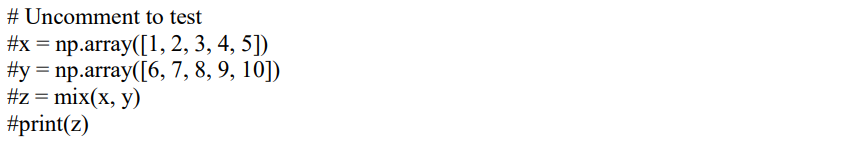 # Uncomment to test
#x = np.array([1, 2, 3, 4, 5])
#y = np.array([6, 7, 8, 9, 10])
#z = mix(x, y)
#print(z)